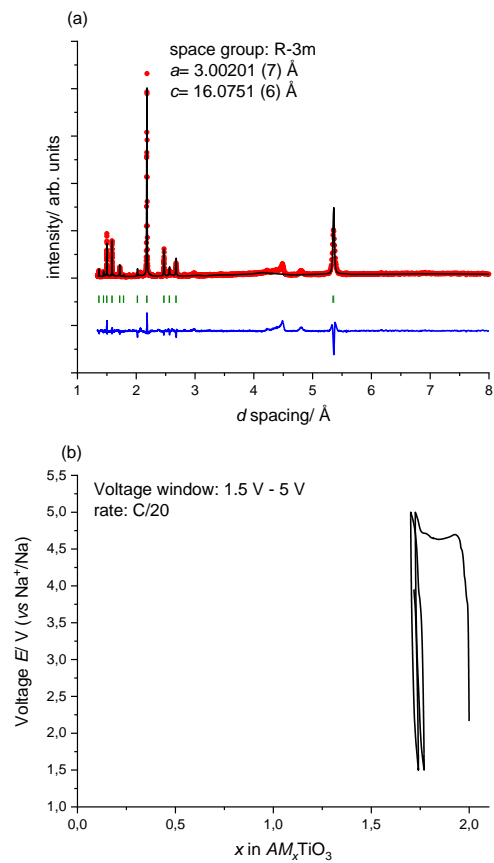 (a)
space group: R-3m
a= 3.00201 (7) Å
c= 16.0751 (6) Å
intensity/ arb. units
1 2 3 4 5 6 7 8
d spacing/ Å
(b)
5,5
Voltage window: 1.5 V - 5 V
rate: C/20
5,0
4,5
4,0
3,5
3,0
2,5
2,0
1,5
1,0
Voltage E/ V (vs Na⁺/Na)
0,0 0,5 1,0 1,5 2,0
x in AMₓTiO₃